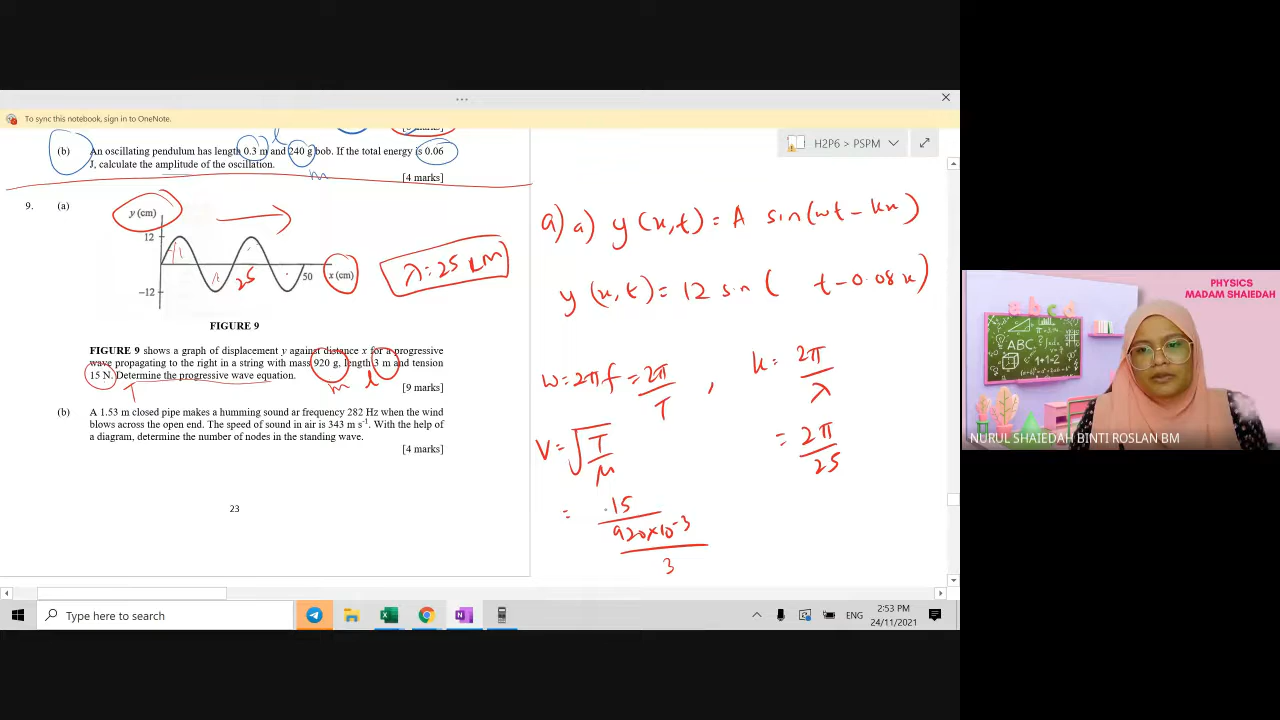 To sync this notebook, sign in to OneNote.
H2P6 > PSPM
l
(b) An oscillating pendulum has length 0.3 m and 240 g bob. If the total energy is 0.06
J, calculate the amplitude of the oscillation.
m
[4 marks]
9. (a)
y (cm)
12
-12
25
50
x (cm)
λ = 25 cm
FIGURE 9
FIGURE 9 shows a graph of displacement y against distance x for a progressive
wave propagating to the right in a string with mass 920 g, length 3 m and tension
15 N. Determine the progressive wave equation.
m l
T
[9 marks]
(b) A 1.53 m closed pipe makes a humming sound at frequency 282 Hz when the wind
blows across the open end. The speed of sound in air is 343 m s⁻¹. With the help of
a diagram, determine the number of nodes in the standing wave.
[4 marks]
23
9) a) y (x,t) = A sin (ωt - kx)
y (x,t) = 12 sin ( t - 0.08x)
ω = 2πf = 2π/T , k = 2π/λ
v = √T/μ = 2π/25
= 15
920×10⁻³
3
PHYSICS
MADAM SHAIEDAH
ABC
1+1=2
a b c
NURUL SHAIEDAH BINTI ROSLAN BM
Type here to search
ENG
2:53 PM
24/11/2021